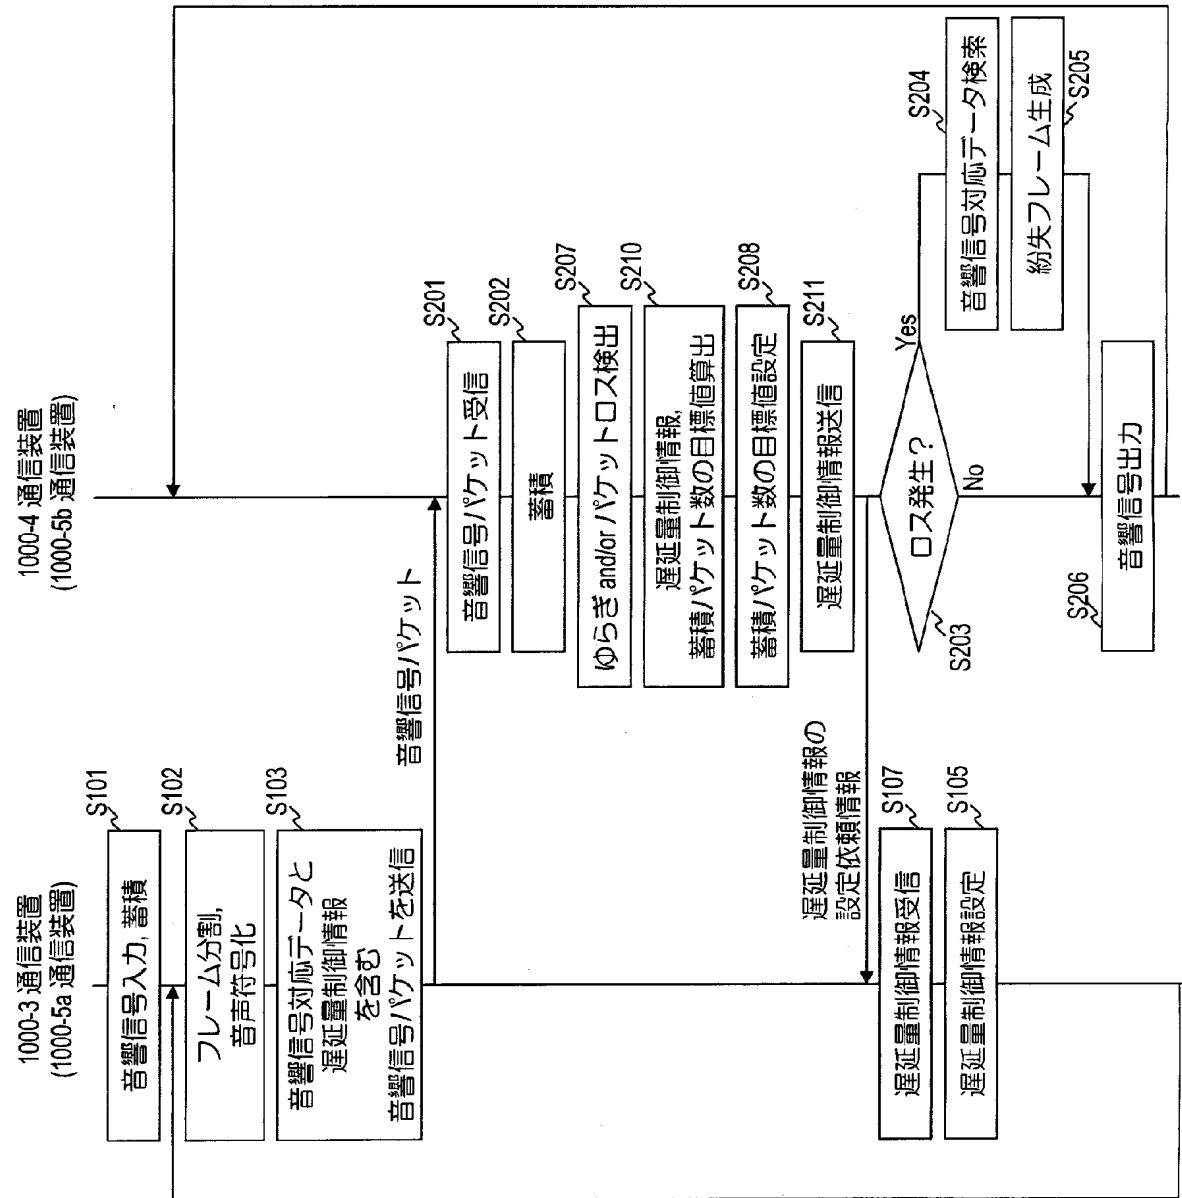 1000-3 通信装置
(1000-5a 通信装置)
S101
音響信号入力, 蓄積
S102
フレーム分割,
音声符号化
S103
音響信号対応データと
遅延量制御情報
を含む
音響信号パケットを送信
音響信号パケット
1000-4 通信装置
(1000-5b 通信装置)
S201
音響信号パケット受信
S202
蓄積
S207
ゆらぎ and/or パケットロス検出
S210
遅延量制御情報,
蓄積パケット数の目標値算出
S208
蓄積パケット数の目標値設定
S211
遅延量制御情報送信
遅延量制御情報の
設定依頼情報
S107
遅延量制御情報受信
S105
遅延量制御情報設定
ロス発生?
S203
Yes
No
S204
音響信号対応データ検索
S205
紛失フレーム生成
S206
音響信号出力